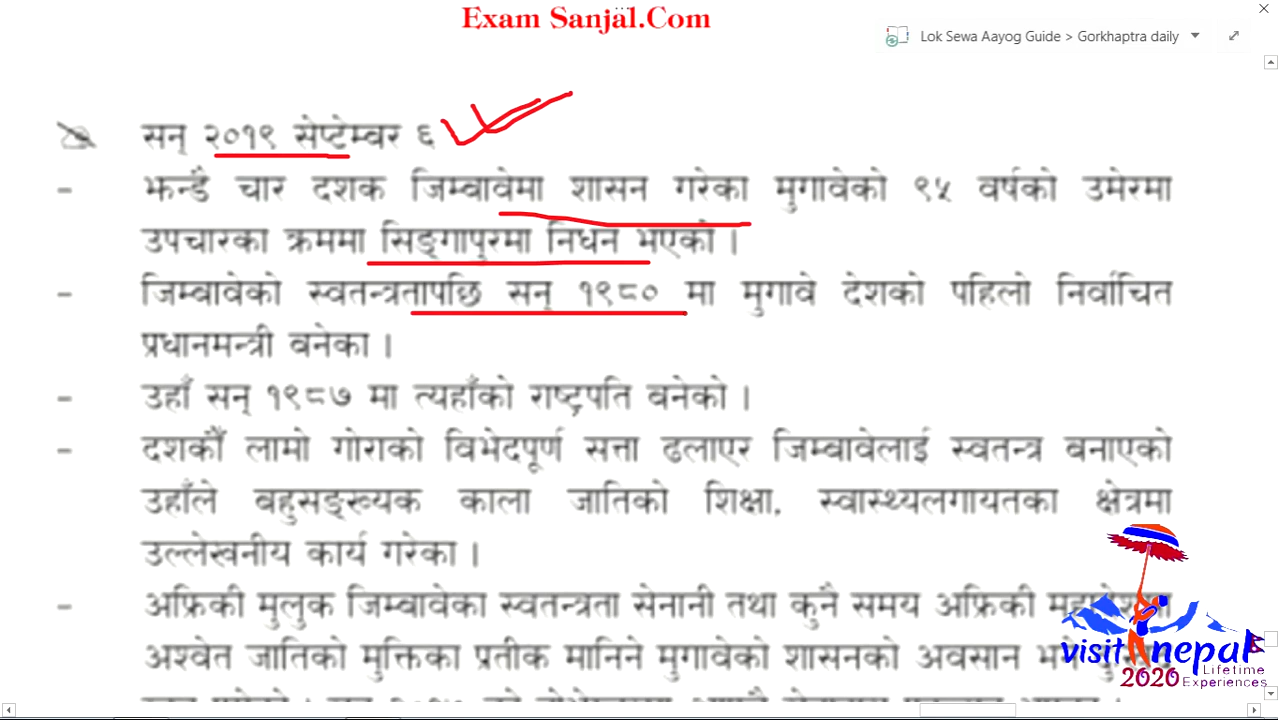 Exam Sanjal.Com
Lok Sewa Aayog Guide > Gorkhaptra daily
सन् २०१९ सेप्टेम्वर ६
- झन्डै चार दशक जिम्वावेमा शासन गरेका मुगावेको ९५ वर्षको उमेरमा
उपचारका क्रममा सिङ्गापुरमा निधन भएको ।
- जिम्वावेको स्वतन्त्रतापछि सन् १९८० मा मुगावे देशको पहिलो निर्वाचित
प्रधानमन्त्री बनेका ।
- उहाँ सन् १९८७ मा त्यहाँको राष्ट्रपति बनेको ।
- दशकौं लामो गोराको विभेदपूर्ण सत्ता ढलाएर जिम्वावेलाई स्वतन्त्र बनाएको
उहाँले बहुसङ्ख्यक काला जातिको शिक्षा, स्वास्थ्यलगायतका क्षेत्रमा
उल्लेखनीय कार्य गरेका ।
- अफ्रिकी मुलुक जिम्वावेका स्वतन्त्रता सेनानी तथा कुनै समय अफ्रिकी
अश्वेत जातिको मुक्तिका प्रतीक मानिने मुगावेको शासनको अवसान
visit nepal
Lifetime
2020 Experiences